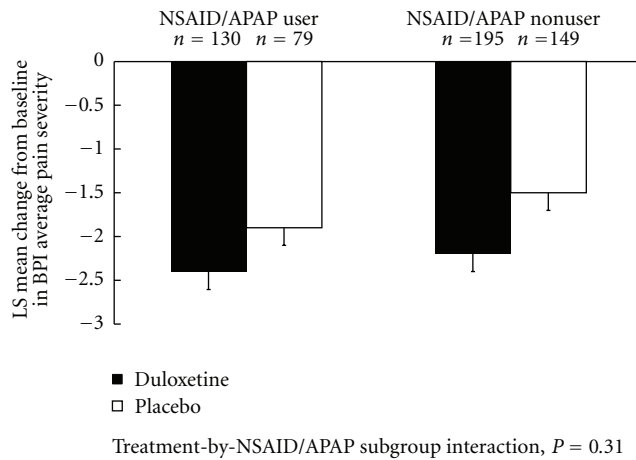 NSAID/APAP user NSAID/APAP nonuser
n = 130 n = 79 n =195 n =149
0
−0.5
−1
−1.5
−2
−2.5
−3
LS mean change from baseline
in BPI average pain severity
Duloxetine
Placebo
Treatment-by-NSAID/APAP subgroup interaction, P = 0.31